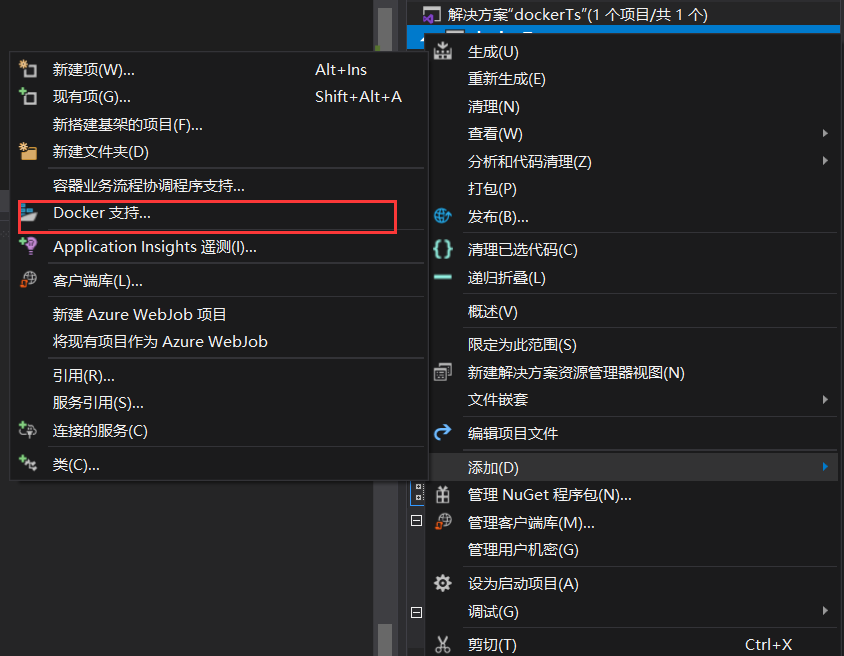 解决方案“dockerTs”(1 个项目/共 1 个)
新建项(W)... Alt+Ins
现有项(G)... Shift+Alt+A
新搭建基架的项目(F)...
新建文件夹(D)
容器业务流程协调程序支持...
Docker 支持...
Application Insights 遥测(I)...
客户端库(L)...
新建 Azure WebJob 项目
将现有项目作为 Azure WebJob
引用(R)...
服务引用(S)...
连接的服务(C)
类(C)...
生成(U)
重新生成(E)
清理(N)
查看(W)
分析和代码清理(Z)
打包(P)
发布(B)...
清理已选代码(C)
递归折叠(L)
概述(V)
限定为此范围(S)
新建解决方案资源管理器视图(N)
文件嵌套
编辑项目文件
添加(D)
管理 NuGet 程序包(N)...
管理客户端库(M)...
管理用户机密(G)
设为启动项目(A)
调试(G)
剪切(T) Ctrl+X